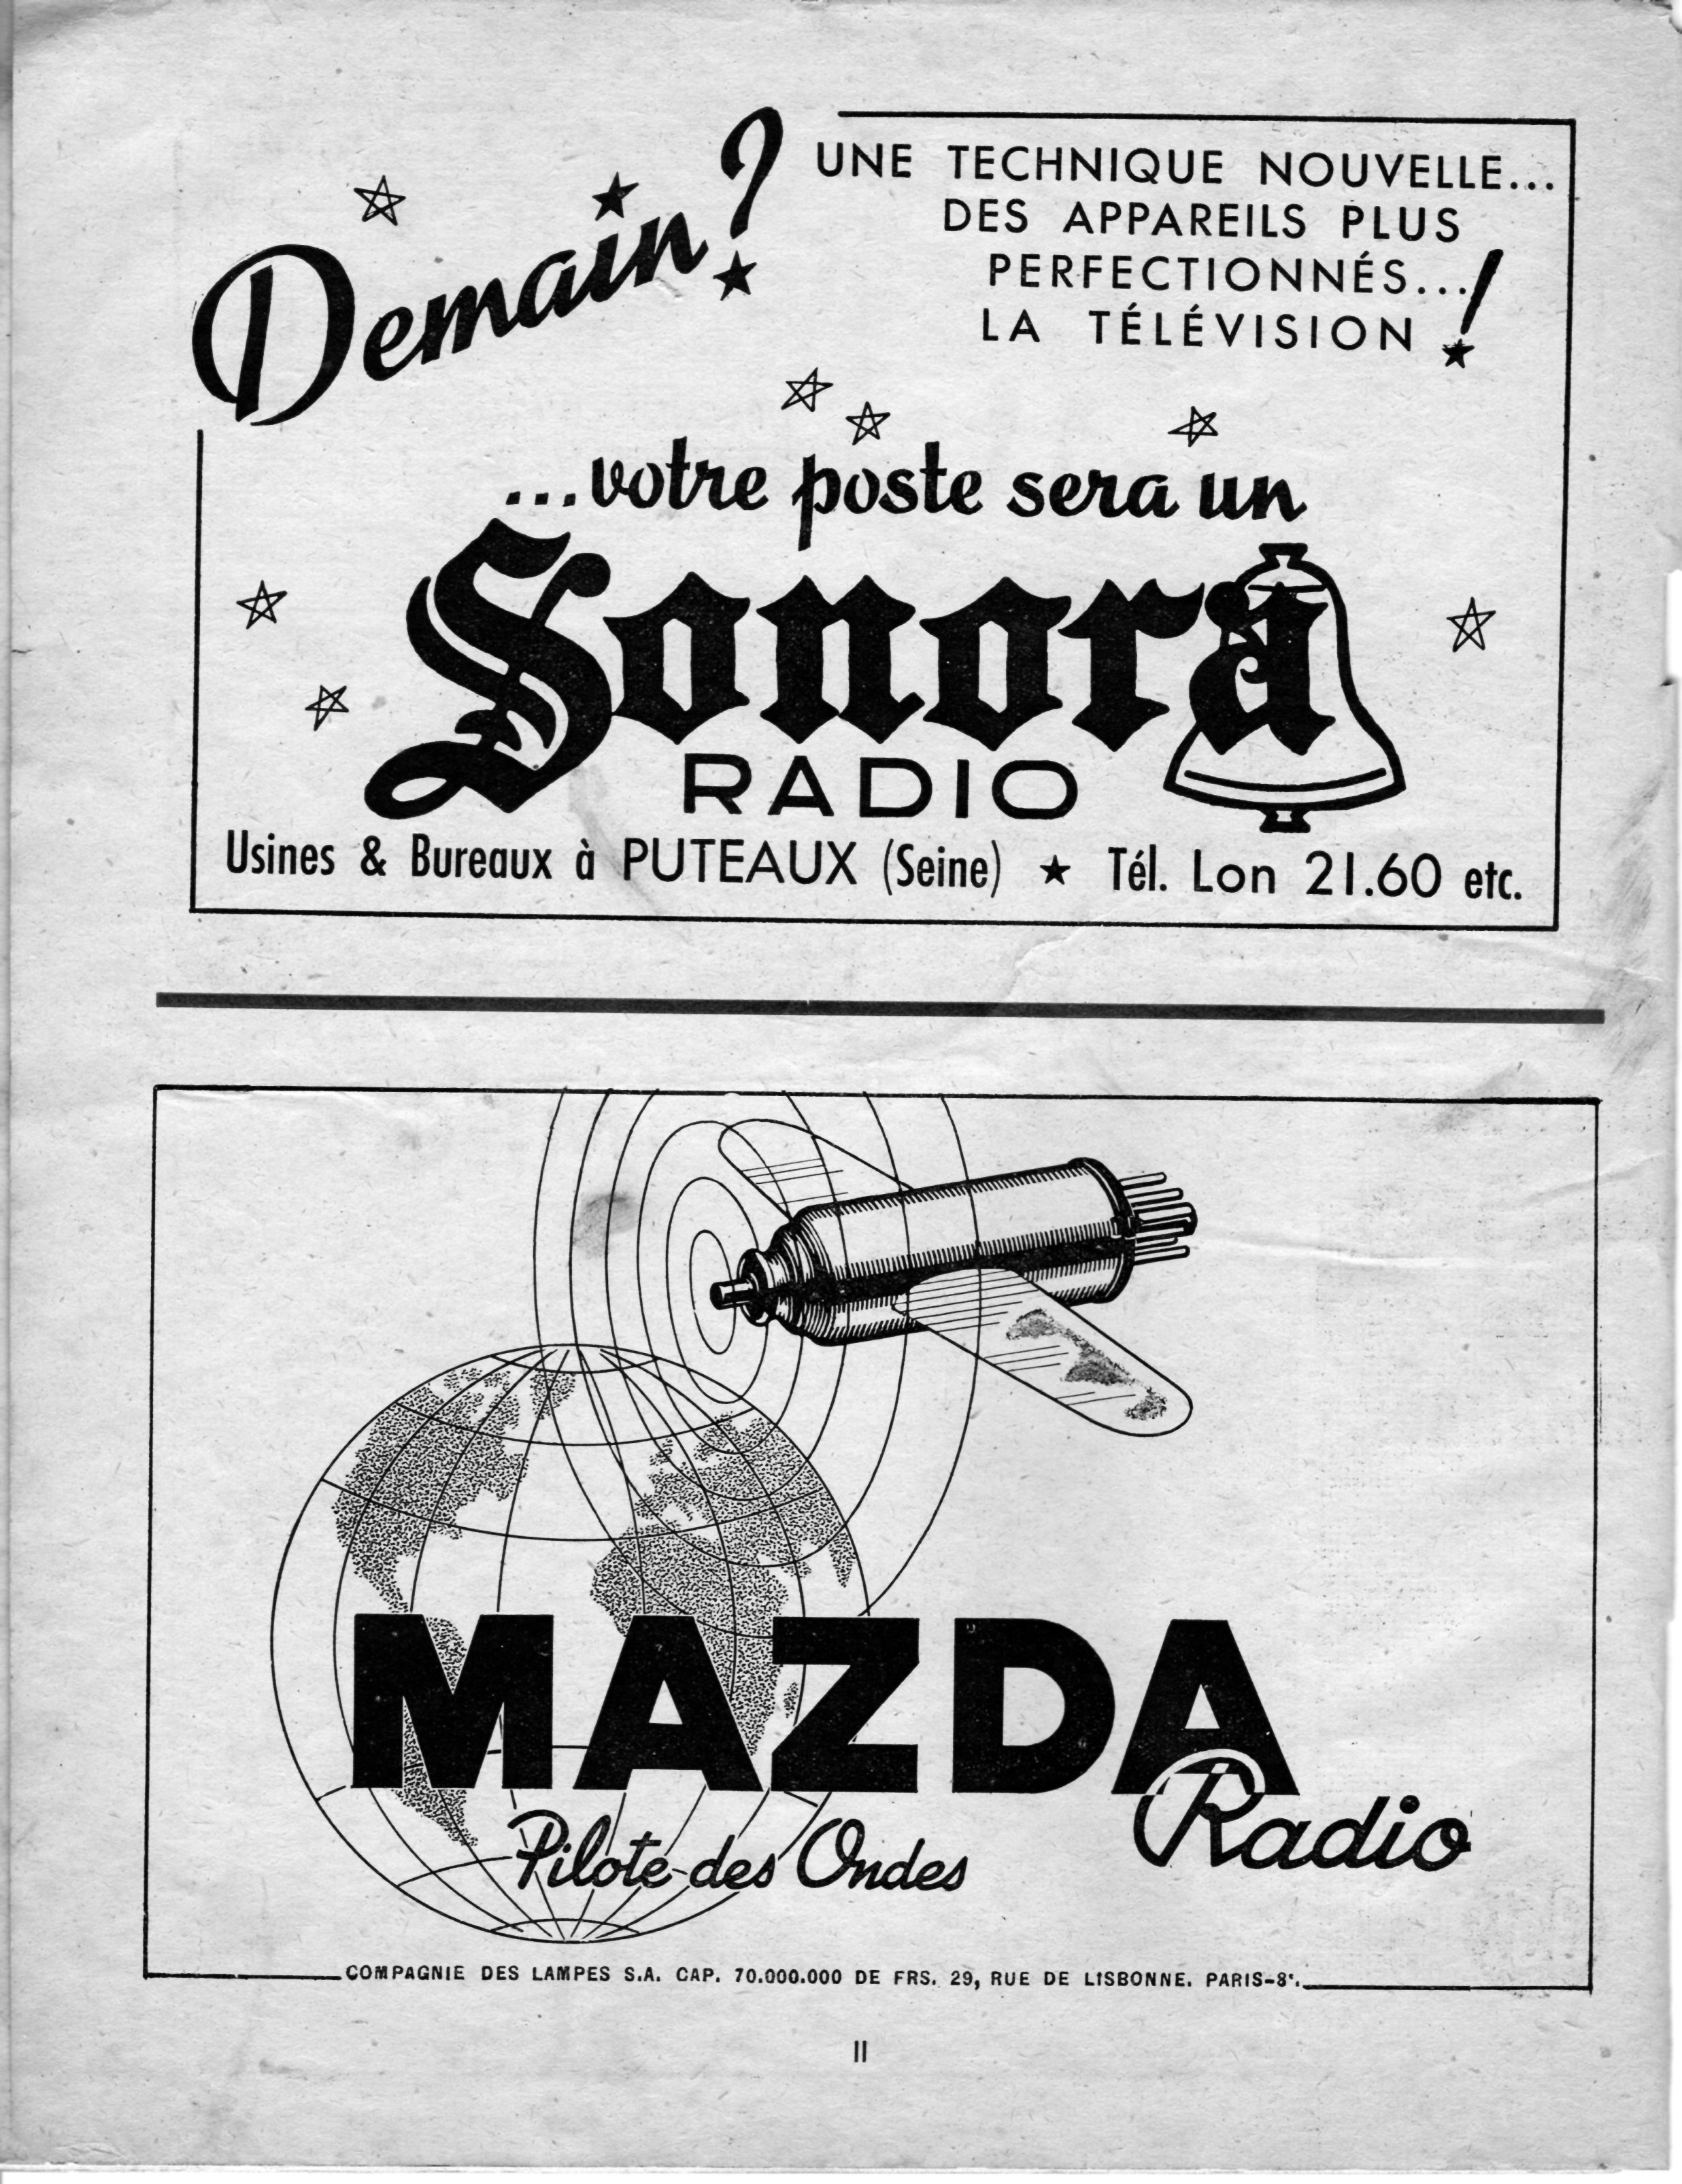 Demain ?
UNE TECHNIQUE NOUVELLE...
DES APPAREILS PLUS
PERFECTIONNÉS...
LA TÉLÉVISION !
...votre poste sera un
Sonora
RADIO
Usines & Bureaux à PUTEAUX (Seine) ★ Tél. Lon 21.60 etc.
MAZDA
Radio
Pilote des Ondes
COMPAGNIE DES LAMPES S.A. CAP. 70.000.000 DE FRS. 29, RUE DE LISBONNE. PARIS-8ᵉ.
II